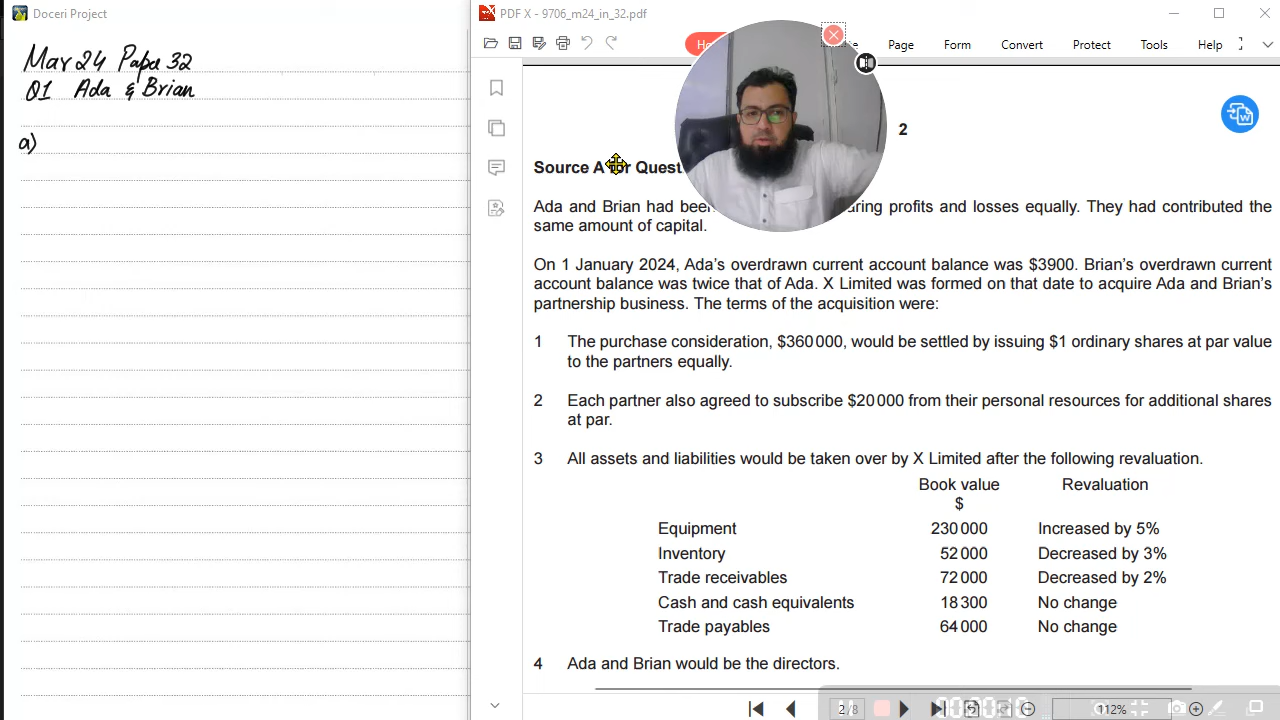 Doceri Project
Mar 24 Paper 32
Q1 Ada & Brian
a)
PDF X - 9706_m24_in_32.pdf
Page Form Convert Protect Tools Help
2
Source A for Quest
Ada and Brian had been aring profits and losses equally. They had contributed the
same amount of capital.
On 1 January 2024, Ada's overdrawn current account balance was $3900. Brian's overdrawn current
account balance was twice that of Ada. X Limited was formed on that date to acquire Ada and Brian's
partnership business. The terms of the acquisition were:
1 The purchase consideration, $360 000, would be settled by issuing $1 ordinary shares at par value
to the partners equally.
2 Each partner also agreed to subscribe $20 000 from their personal resources for additional shares
at par.
3 All assets and liabilities would be taken over by X Limited after the following revaluation.
Book value Revaluation
$
Equipment 230 000 Increased by 5%
Inventory 52 000 Decreased by 3%
Trade receivables 72 000 Decreased by 2%
Cash and cash equivalents 18 300 No change
Trade payables 64 000 No change
4 Ada and Brian would be the directors.
2 /8 112%